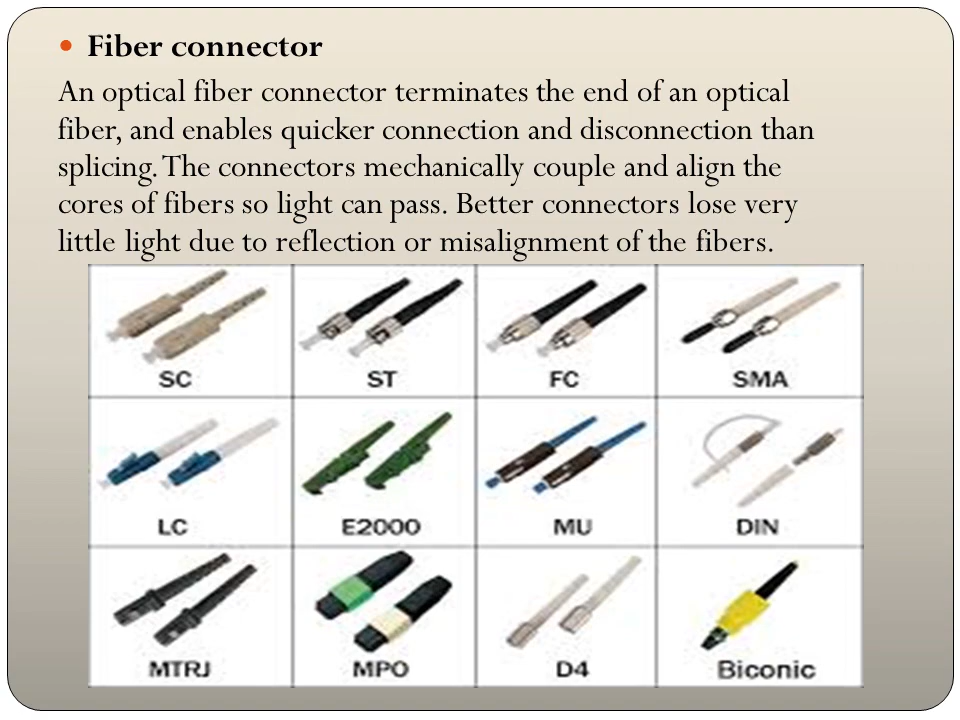 • Fiber connector
An optical fiber connector terminates the end of an optical
fiber, and enables quicker connection and disconnection than
splicing. The connectors mechanically couple and align the
cores of fibers so light can pass. Better connectors lose very
little light due to reflection or misalignment of the fibers.
SC ST FC SMA
LC E2000 MU DIN
MTRJ MPO D4 Biconic